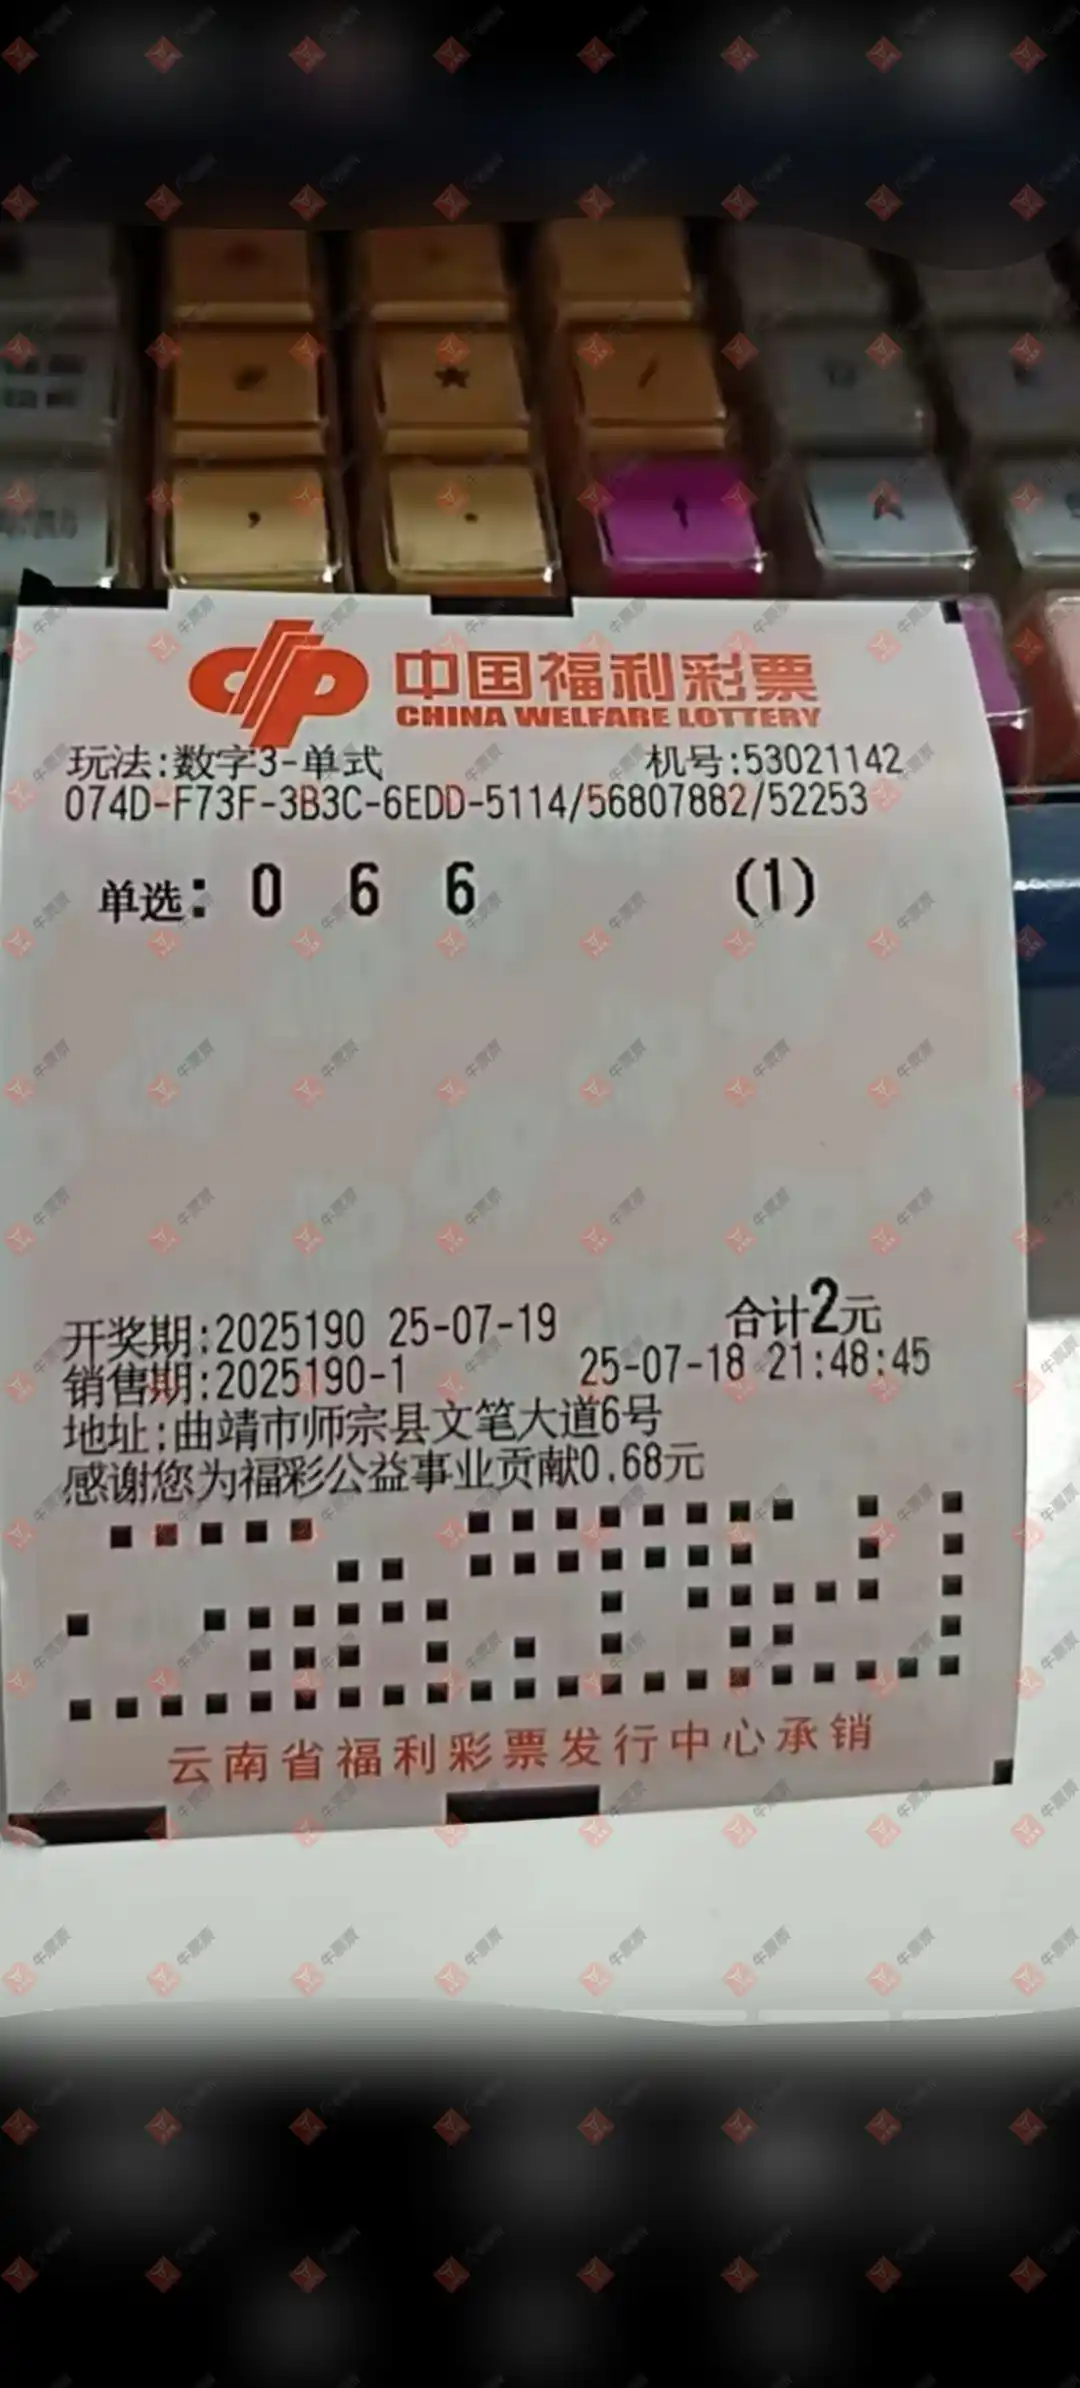 中国福利彩票
CHINA WELFARE LOTTERY
玩法:数字3-单式 机号:53021142
074D-F73F-3B3C-6EDD-5114/56807882/52253
单选: 0 6 6 (1)
开奖期:2025190 25-07-19 合计2元
销售期:2025190-1 25-07-18 21:48:45
地址:曲靖市师宗县文笔大道6号
感谢您为福彩公益事业贡献0.68元
云南省福利彩票发行中心承销
牛票票